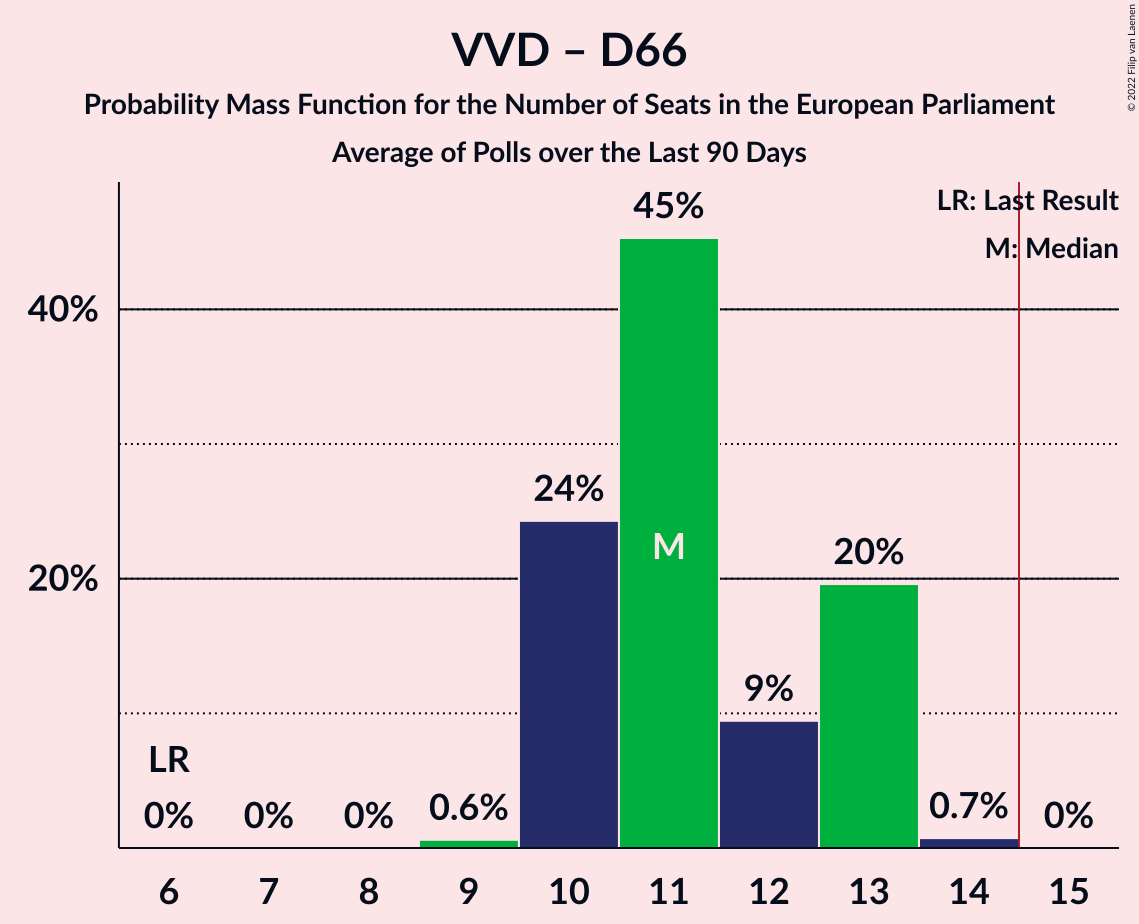 VVD – D66
Probability Mass Function for the Number of Seats in the European Parliament
Average of Polls over the Last 90 Days
© 2022 Filip van Laenen
LR: Last Result
M: Median
45%
40%
24%
M
20%
20%
9%
LR
0% 0% 0% 0.6% 0.7% 0%
6 7 8 9 10 11 12 13 14 15